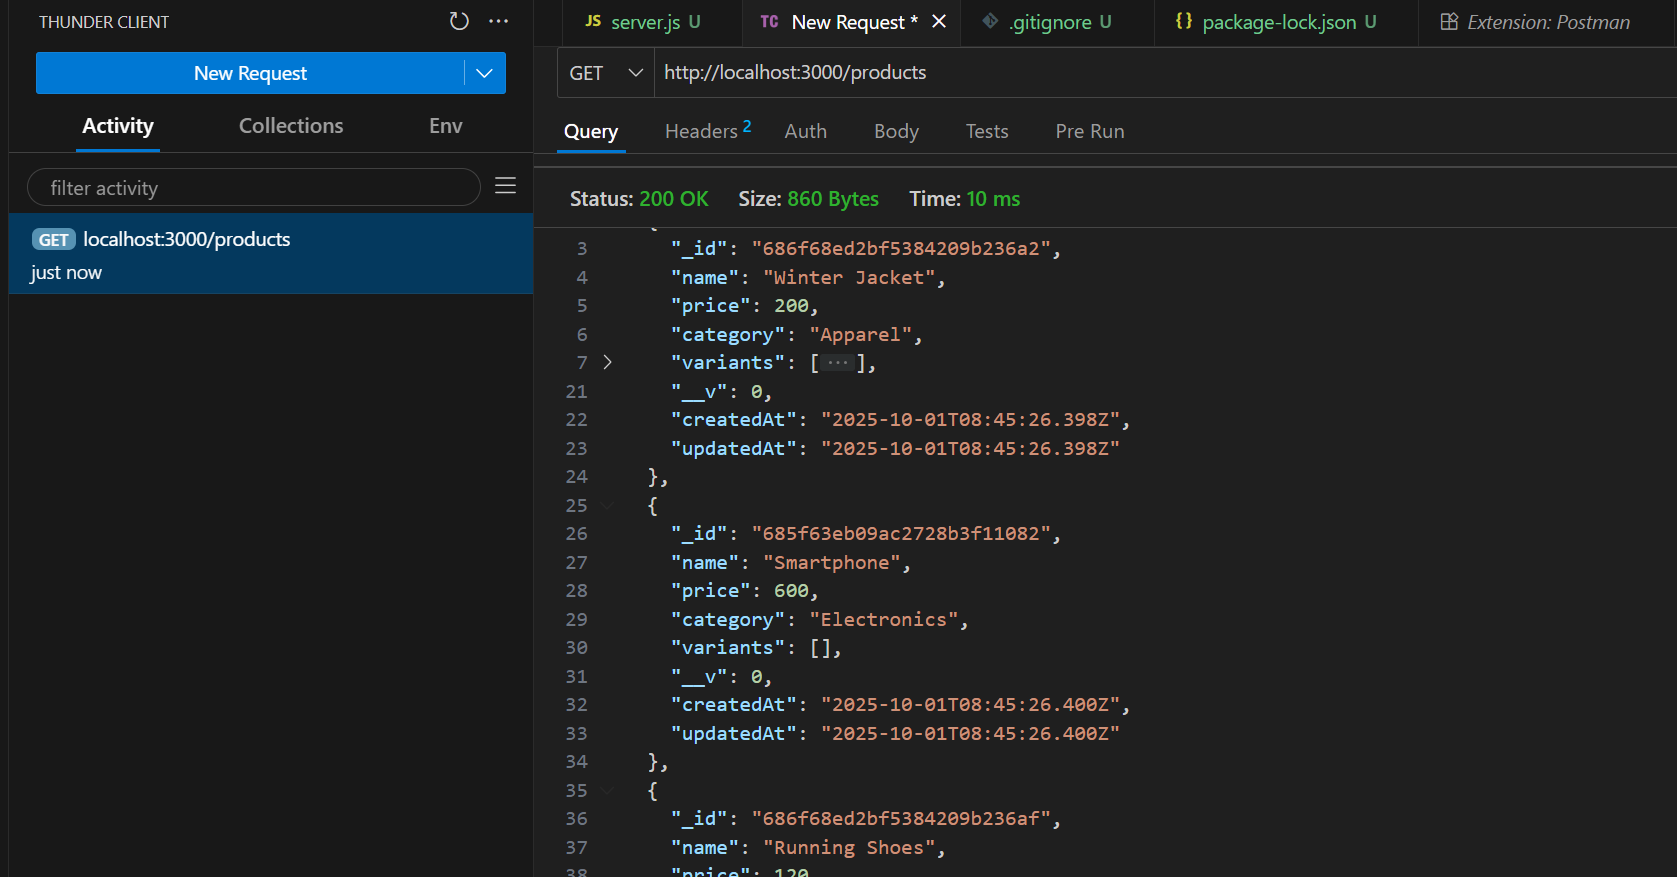 THUNDER CLIENT
New Request
Activity Collections Env
filter activity
GET localhost:3000/products
just now
JS server.js U TC New Request * .gitignore U {} package-lock.json U Extension: Postman
GET http://localhost:3000/products
Query Headers 2 Auth Body Tests Pre Run
Status: 200 OK Size: 860 Bytes Time: 10 ms
3 "_id": "686f68ed2bf5384209b236a2",
4 "name": "Winter Jacket",
5 "price": 200,
6 "category": "Apparel",
7 "variants": [ ··· ],
21 "__v": 0,
22 "createdAt": "2025-10-01T08:45:26.398Z",
23 "updatedAt": "2025-10-01T08:45:26.398Z"
24 },
25 {
26 "_id": "685f63eb09ac2728b3f11082",
27 "name": "Smartphone",
28 "price": 600,
29 "category": "Electronics",
30 "variants": [],
31 "__v": 0,
32 "createdAt": "2025-10-01T08:45:26.400Z",
33 "updatedAt": "2025-10-01T08:45:26.400Z"
34 },
35 {
36 "_id": "686f68ed2bf5384209b236af",
37 "name": "Running Shoes",
38 "price": 120